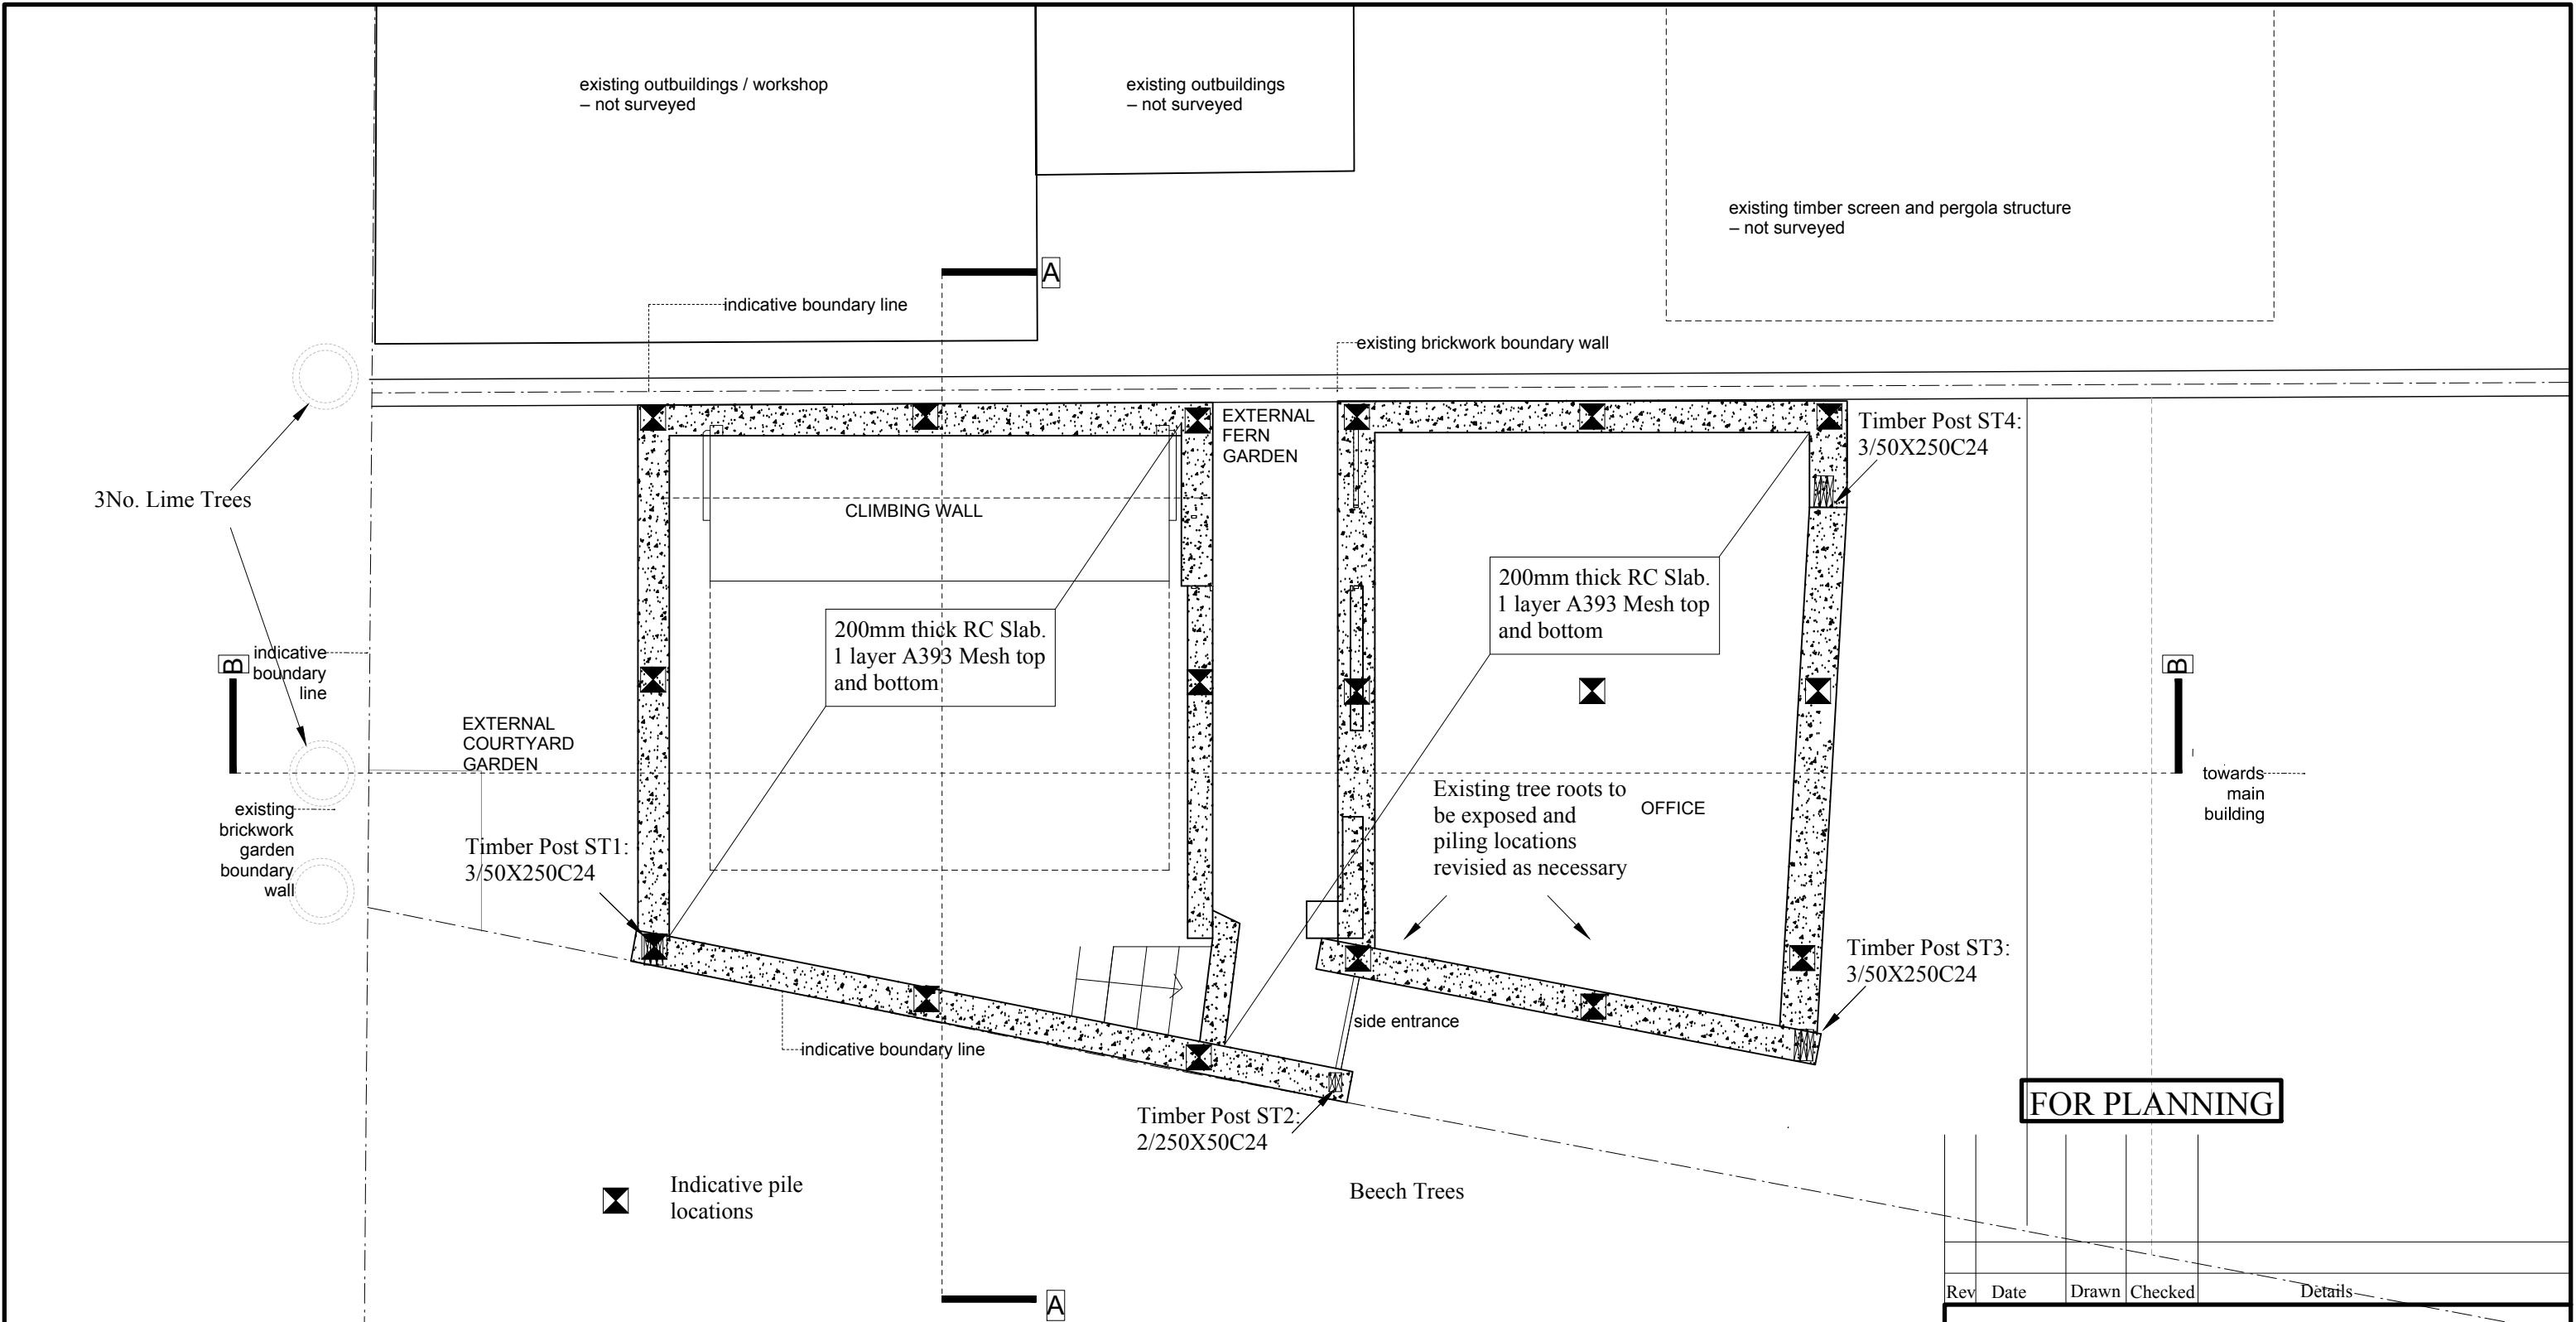 existing outbuildings / workshop
– not surveyed
existing outbuildings
– not surveyed
existing timber screen and pergola structure
– not surveyed
A
indicative boundary line
existing brickwork boundary wall
EXTERNAL
FERN
GARDEN
Timber Post ST4:
3/50X250C24
3No. Lime Trees
CLIMBING WALL
200mm thick RC Slab.
1 layer A393 Mesh top
and bottom
200mm thick RC Slab.
1 layer A393 Mesh top
and bottom
B
indicative
boundary
line
B
EXTERNAL
COURTYARD
GARDEN
towards
main
building
existing
brickwork
garden
boundary
wall
Existing tree roots to
be exposed and
piling locations
revisied as necessary
OFFICE
Timber Post ST1:
3/50X250C24
Timber Post ST3:
3/50X250C24
side entrance
indicative boundary line
Timber Post ST2:
2/250X50C24
FOR PLANNING
Indicative pile
locations
Beech Trees
Rev Date Drawn Checked Details
A